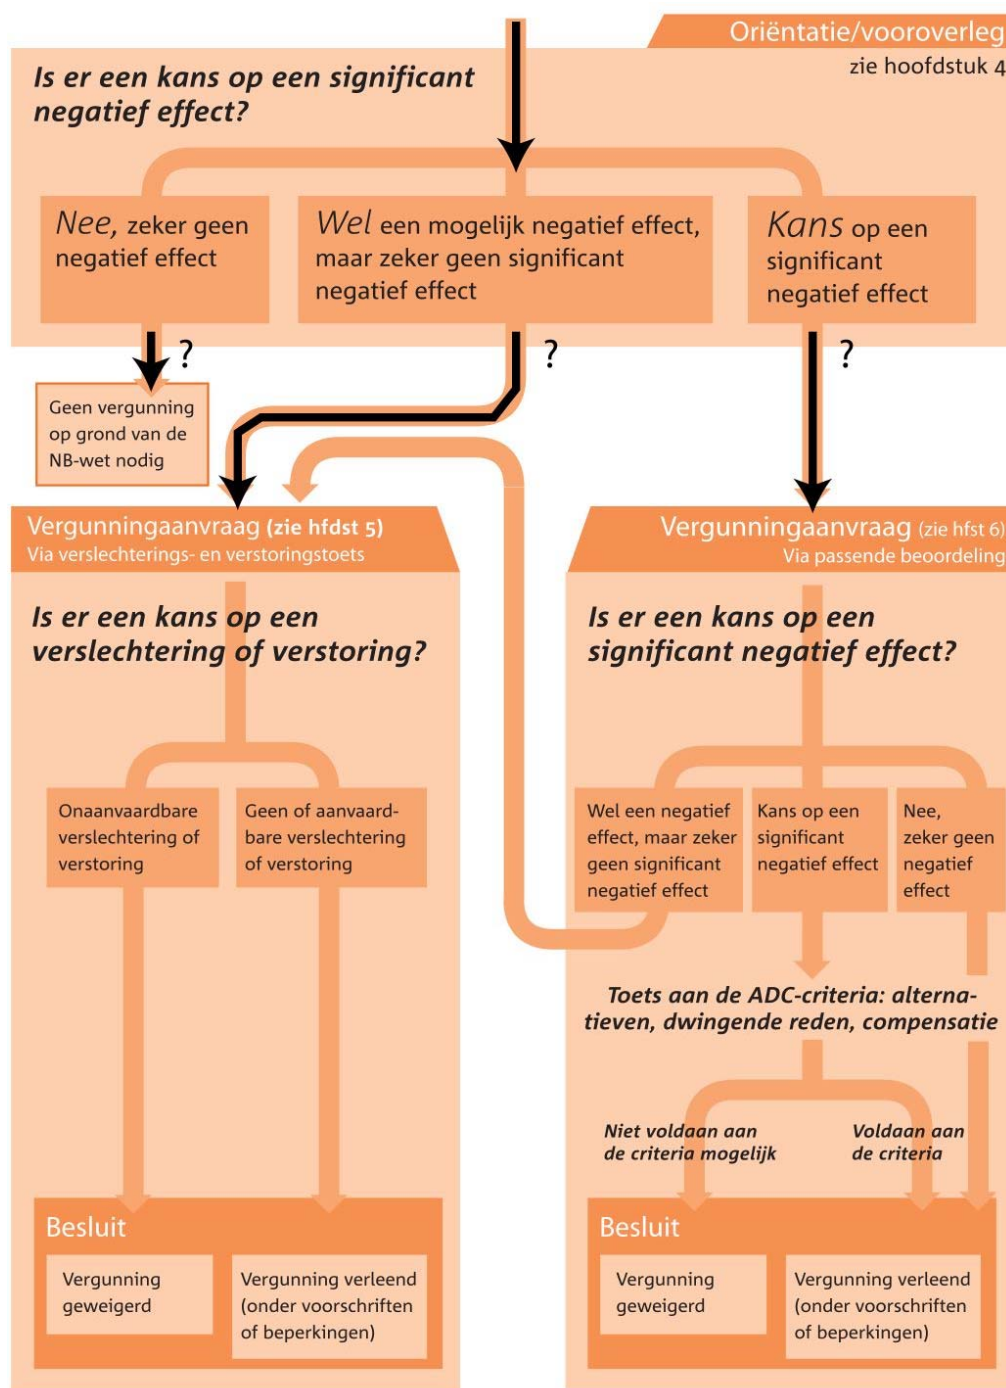 Oriëntatie/vooroverleg
zie hoofdstuk 4
Is er een kans op een significant
negatief effect?
Nee, zeker geen
negatief effect
Wel een mogelijk negatief effect,
maar zeker geen significant
negatief effect
Kans op een
significant
negatief effect
?
?
?
Geen vergunning
op grond van de
NB-wet nodig
Vergunningaanvraag (zie hfdst 5)
Via verslechterings- en verstoringstoets
Is er een kans op een
verslechtering of verstoring?
Onaanvaardbare
verslechtering of
verstoring
Geen of aanvaard-
bare verslechtering
of verstoring
Besluit
Vergunning
geweigerd
Vergunning verleend
(onder voorschriften
of beperkingen)
Vergunningaanvraag (zie hfst 6)
Via passende beoordeling
Is er een kans op een
significant negatief effect?
Wel een negatief
effect, maar zeker
geen significant
negatief effect
Kans op een
significant
negatief effect
Nee,
zeker geen
negatief
effect
Toets aan de ADC-criteria: alterna-
tieven, dwingende reden, compensatie
Niet voldaan aan
de criteria mogelijk
Voldaan aan
de criteria
Besluit
Vergunning
geweigerd
Vergunning verleend
(onder voorschriften
of beperkingen)